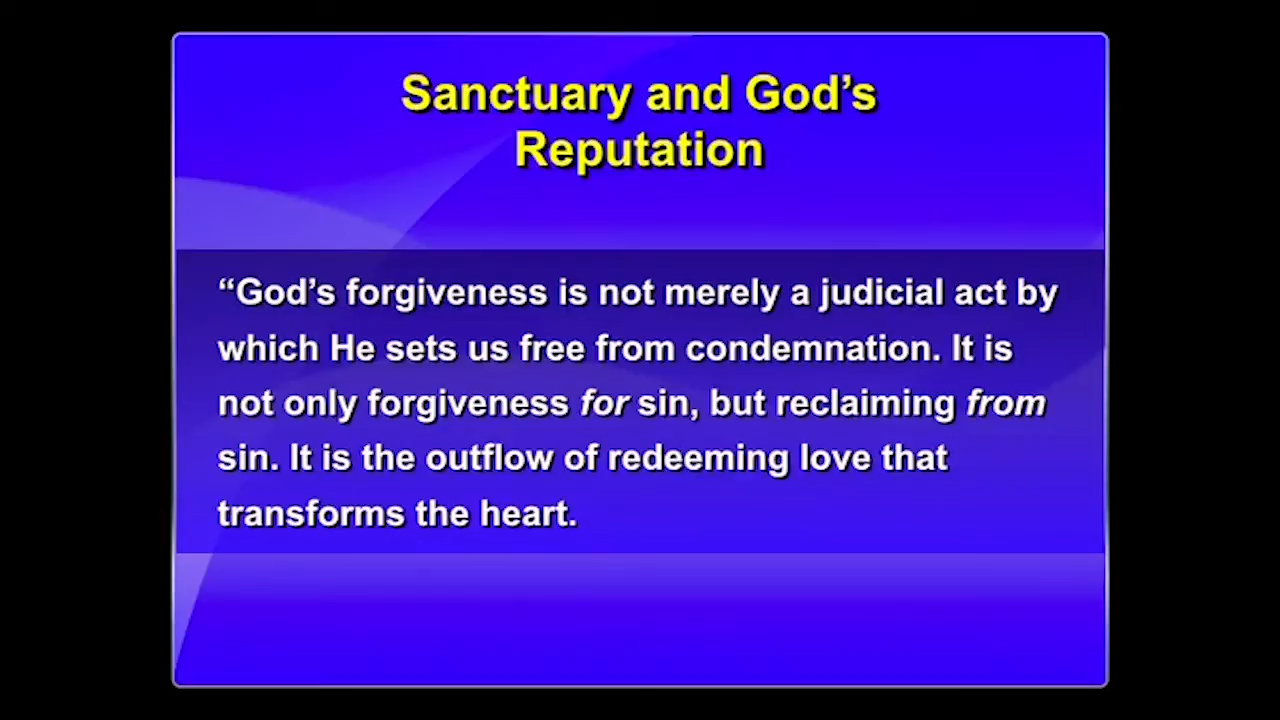 Sanctuary and God’s
Reputation
“God’s forgiveness is not merely a judicial act by
which He sets us free from condemnation. It is
not only forgiveness for sin, but reclaiming from
sin. It is the outflow of redeeming love that
transforms the heart.